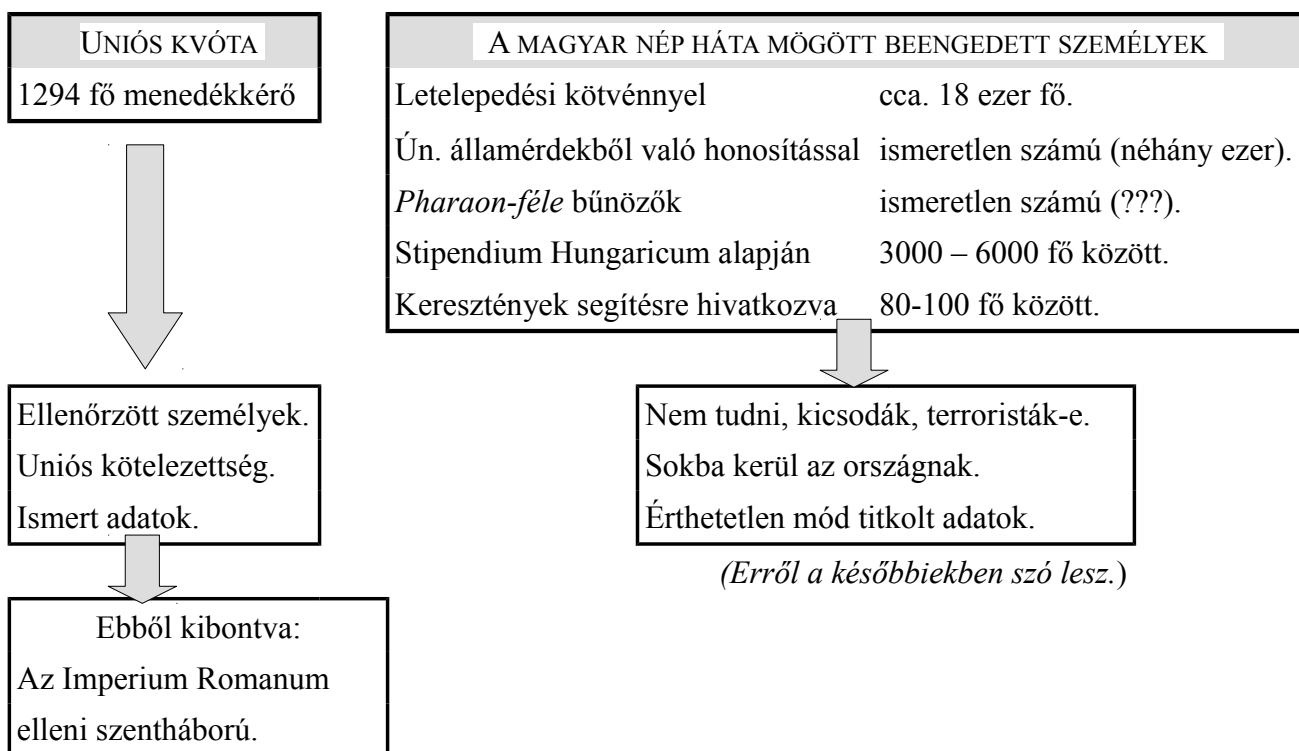 UNIÓS KVÓTA
1294 fő menedékkérő
A MAGYAR NÉP HÁTA MÖGÖTT BEENGEDETT SZEMÉLYEK
Letelepedési kötvénnyel cca. 18 ezer fő.
Ún. államérdekből való honosítással ismeretlen számú (néhány ezer).
Pharaon-féle bűnözők ismeretlen számú (???).
Stipendium Hungaricum alapján 3000 – 6000 fő között.
Keresztények segítésre hivatkozva 80-100 fő között.
Ellenőrzött személyek.
Uniós kötelezettség.
Ismert adatok.
Nem tudni, kicsodák, terroristák-e.
Sokba kerül az országnak.
Érthetetlen mód titkolt adatok.
(Erről a későbbiekben szó lesz.)
Ebből kibontva:
Az Imperium Romanum
elleni szentháború.